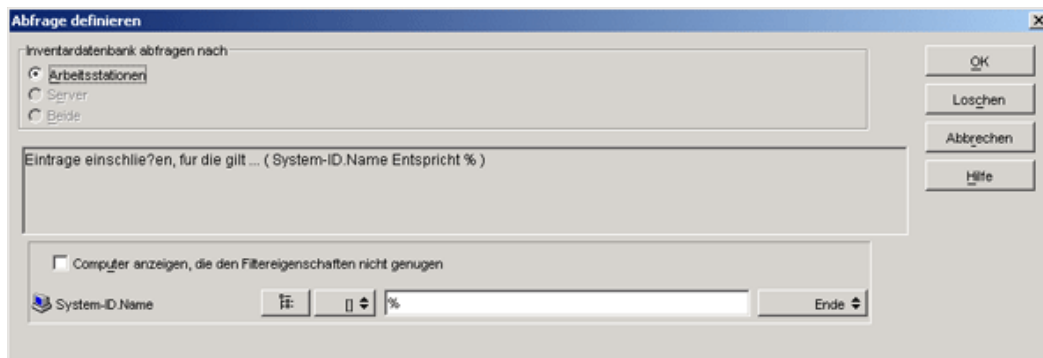 Abfrage definieren
Inventardatenbank abfragen nach
Arbeitsstationen
Server
Beide
OK
Loschen
Abbrechen
Hilfe
Eintrage einschlie?en, fur die gilt ... ( System-ID.Name Entspricht % )
Computer anzeigen, die den Filtereigenschaften nicht genugen
System-ID.Name [] % Ende